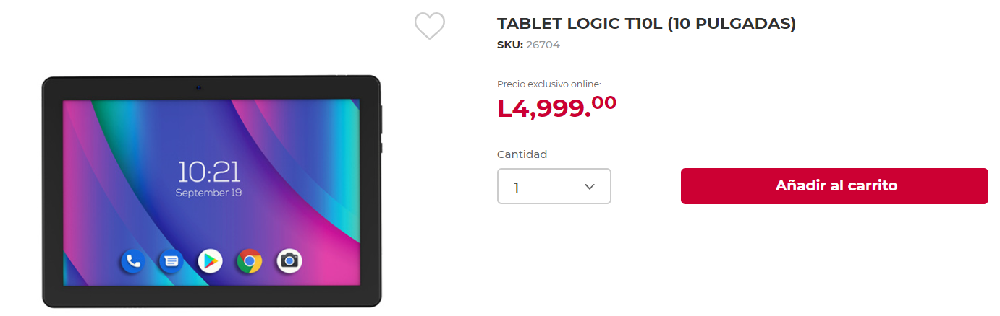 TABLET LOGIC T10L (10 PULGADAS)
SKU: 26704
Precio exclusivo online:
L4,999.00
Cantidad
1
Añadir al carrito
10:21
September 19